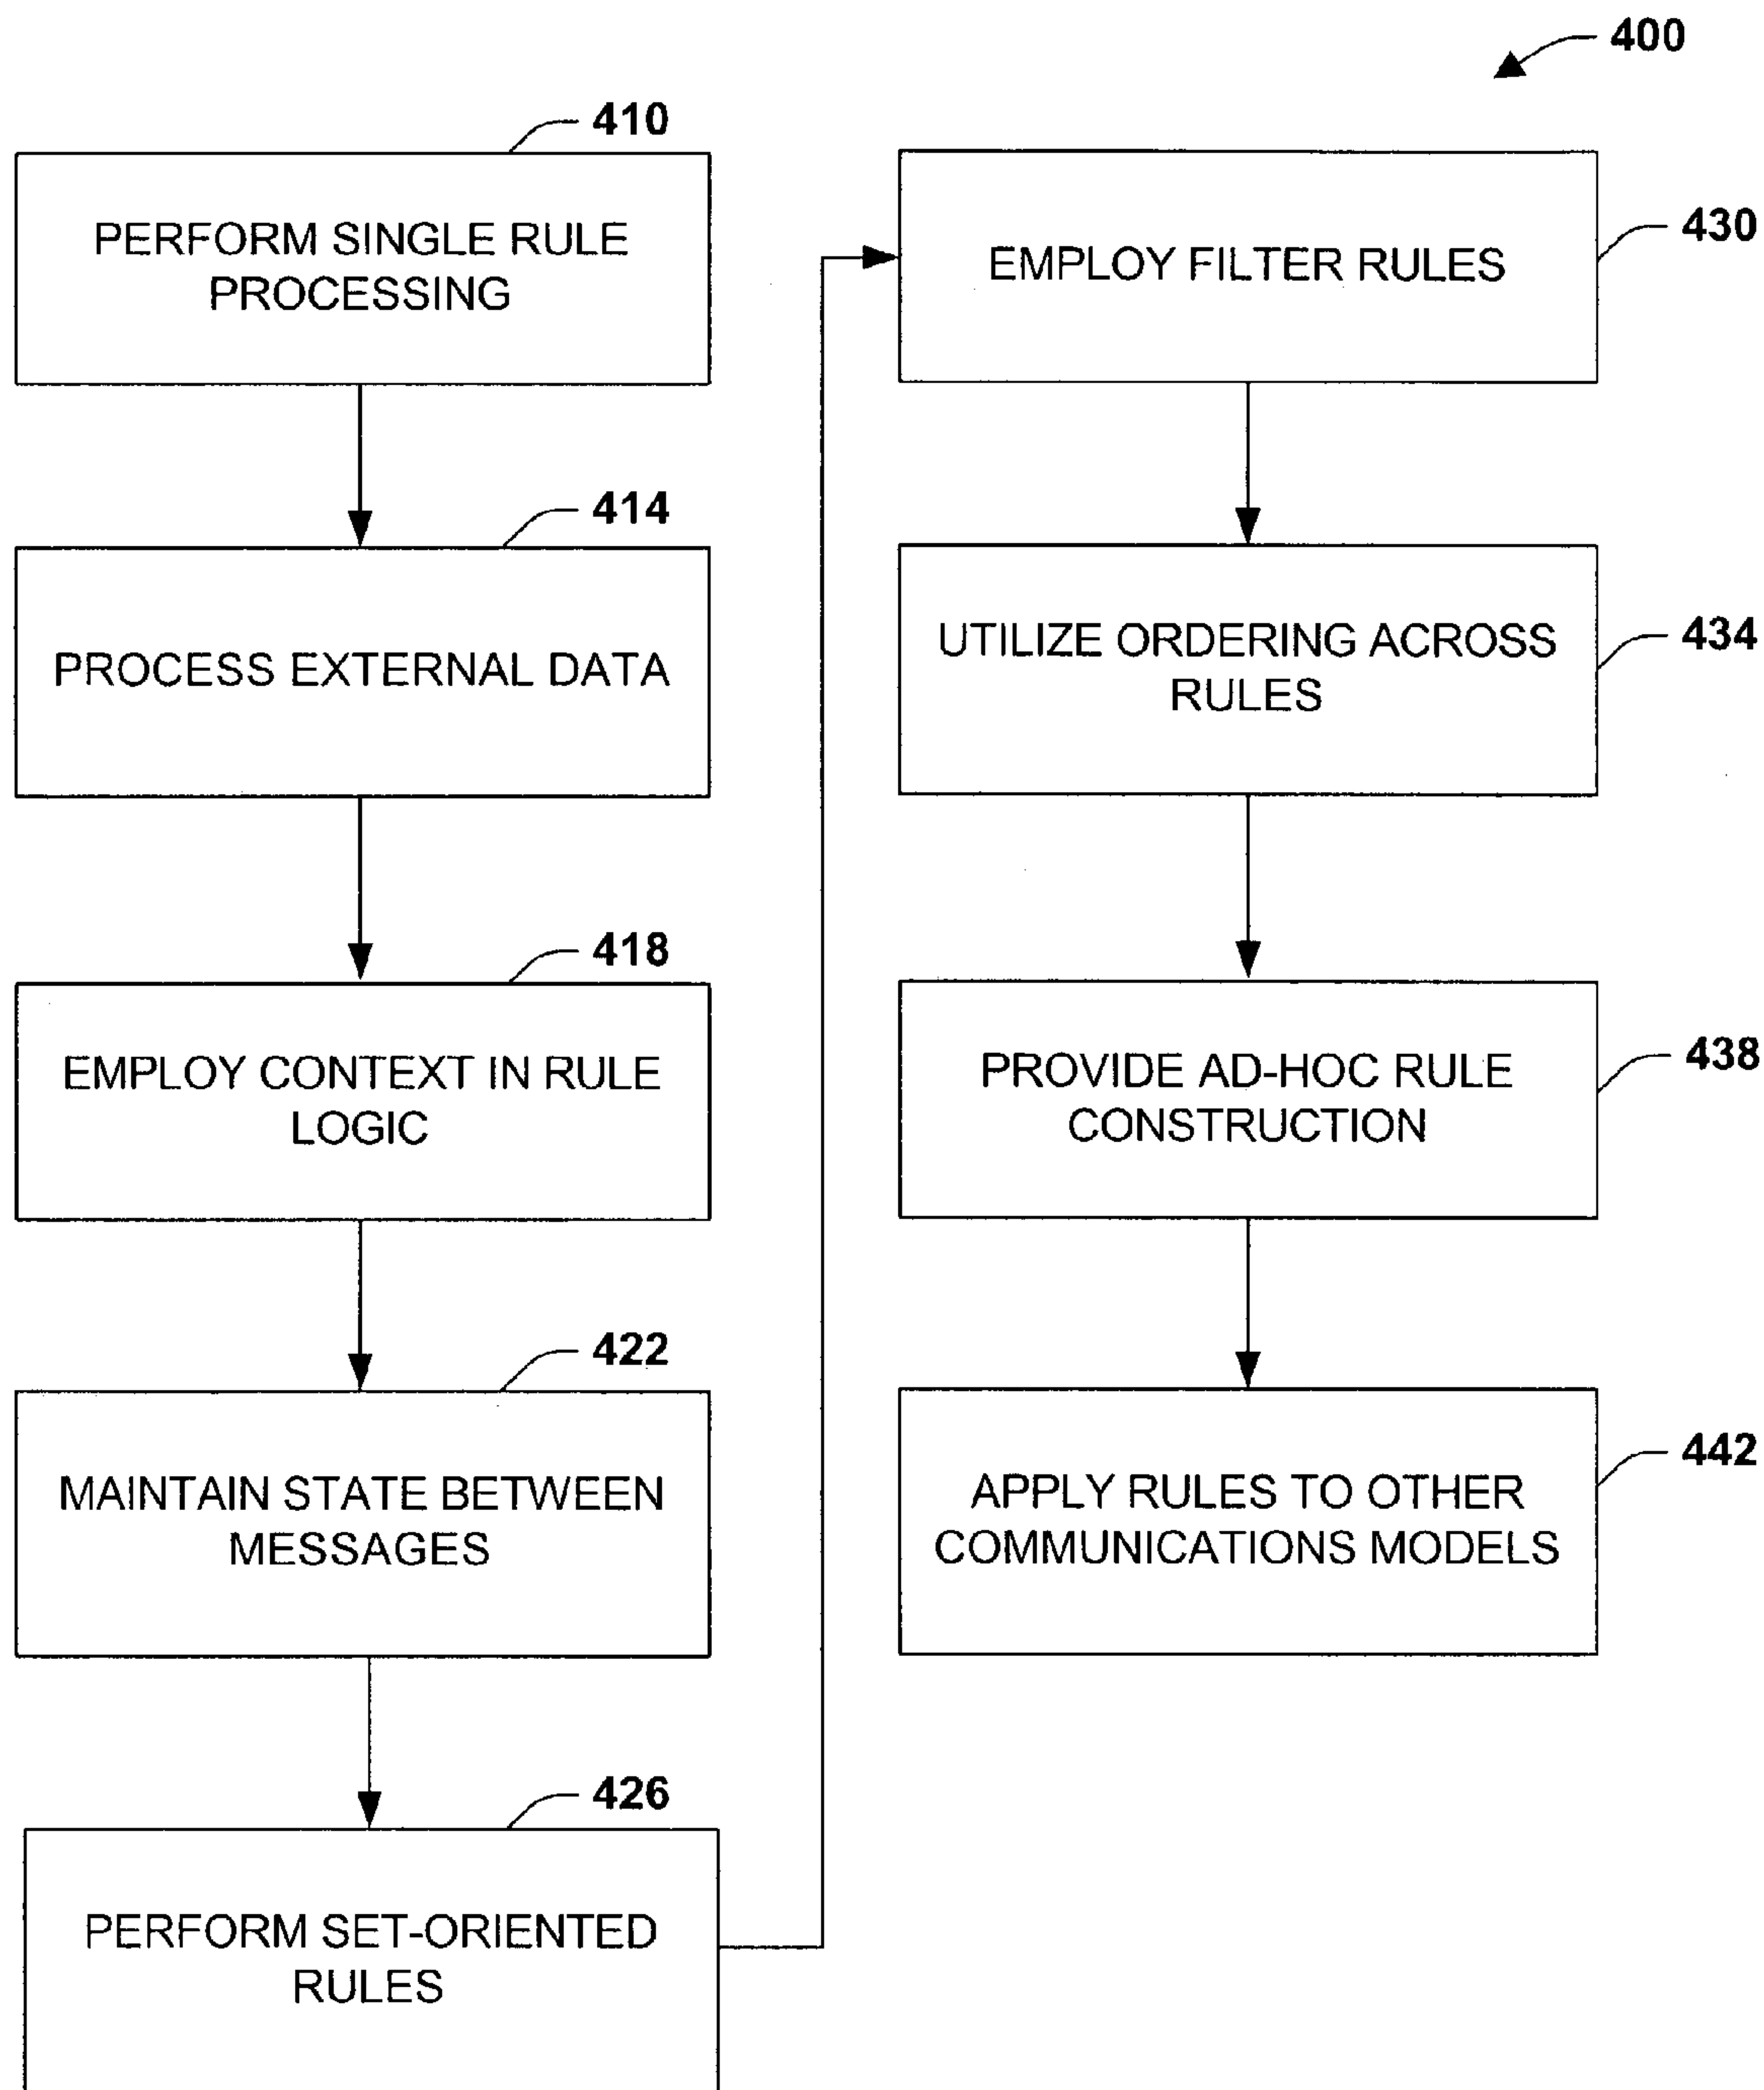 400
410
PERFORM SINGLE RULE
PROCESSING
414
PROCESS EXTERNAL DATA
418
EMPLOY CONTEXT IN RULE
LOGIC
422
MAINTAIN STATE BETWEEN
MESSAGES
426
PERFORM SET-ORIENTED
RULES
430
EMPLOY FILTER RULES
434
UTILIZE ORDERING ACROSS
RULES
438
PROVIDE AD-HOC RULE
CONSTRUCTION
442
APPLY RULES TO OTHER
COMMUNICATIONS MODELS